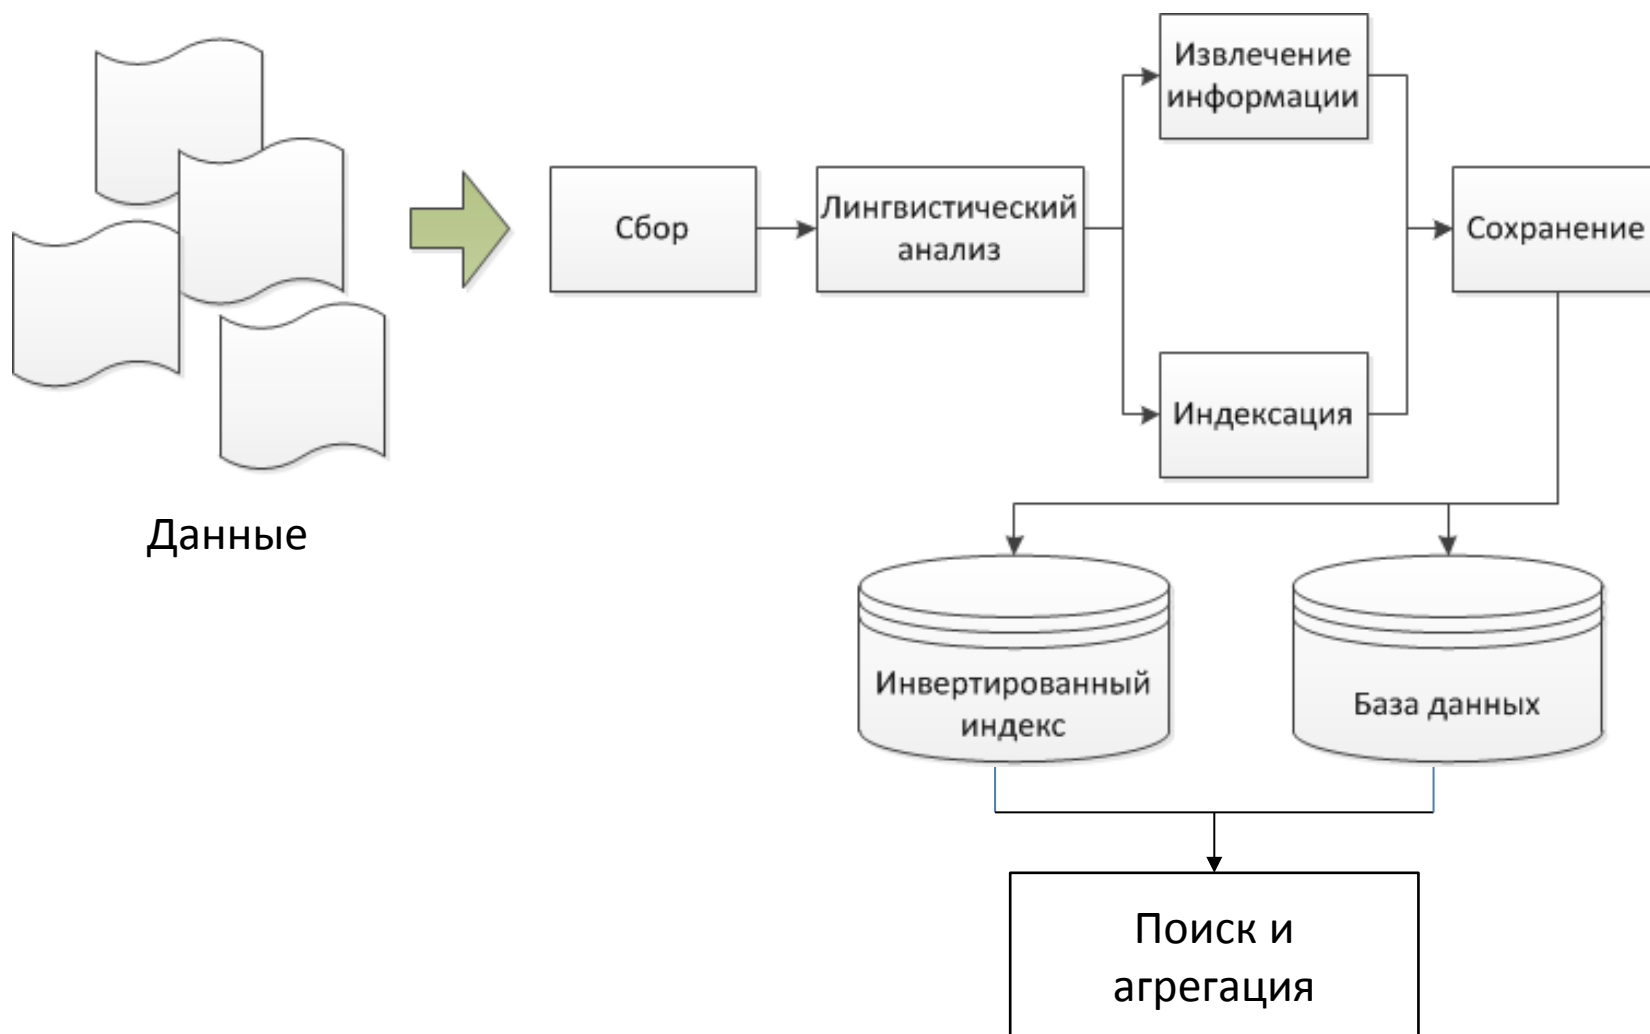 Извлечение
информации
Сбор
Лингвистический
анализ
Сохранение
Индексация
Данные
Инвертированный
индекс
База данных
Поиск и
агрегация